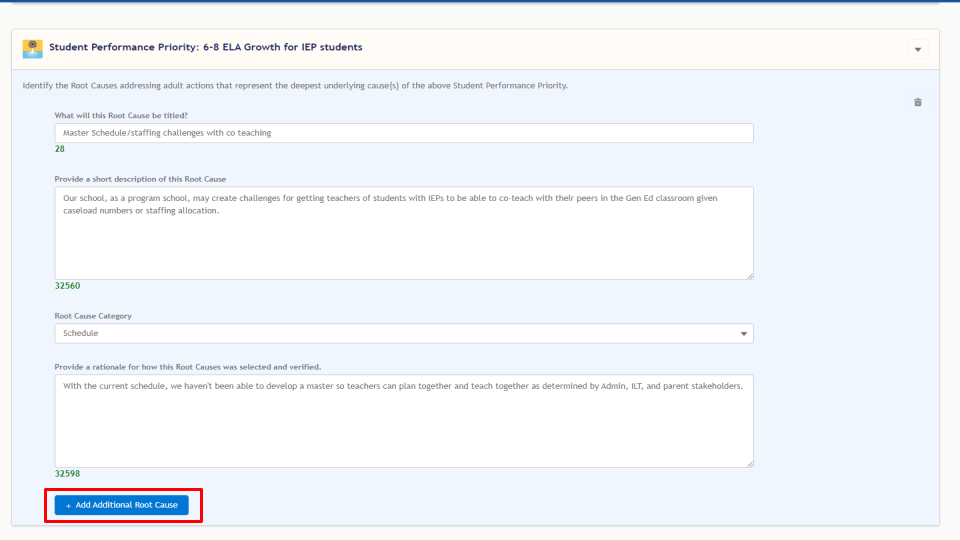 Student Performance Priority: 6-8 ELA Growth for IEP students
Identify the Root Causes addressing adult actions that represent the deepest underlying cause(s) of the above Student Performance Priority.
What will this Root Cause be titled?
Master Schedule/staffing challenges with co teaching
28
Provide a short description of this Root Cause
Our school, as a program school, may create challenges for getting teachers of students with IEPs to be able to co-teach with their peers in the Gen Ed classroom given
caseload numbers or staffing allocation.
32560
Root Cause Category
Schedule
Provide a rationale for how this Root Causes was selected and verified.
With the current schedule, we haven't been able to develop a master so teachers can plan together and teach together as determined by Admin, ILT, and parent stakeholders.
32598
+ Add Additional Root Cause